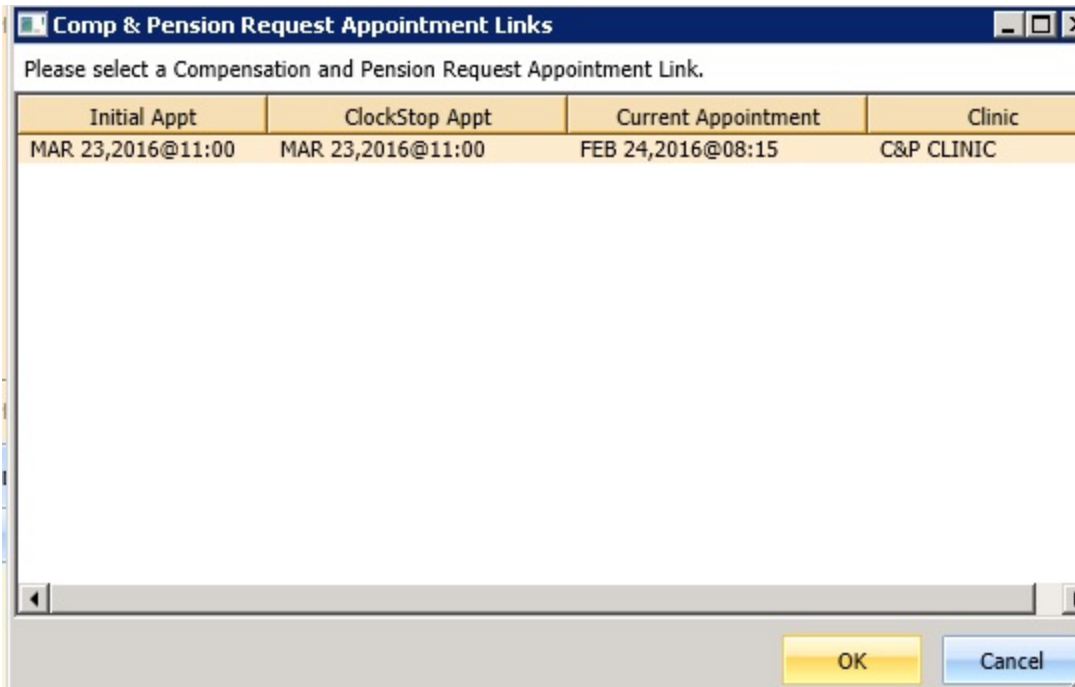 Comp & Pension Request Appointment Links
Please select a Compensation and Pension Request Appointment Link.
Initial Appt ClockStop Appt Current Appointment Clinic
MAR 23,2016@11:00 MAR 23,2016@11:00 FEB 24,2016@08:15 C&P CLINIC
OK Cancel